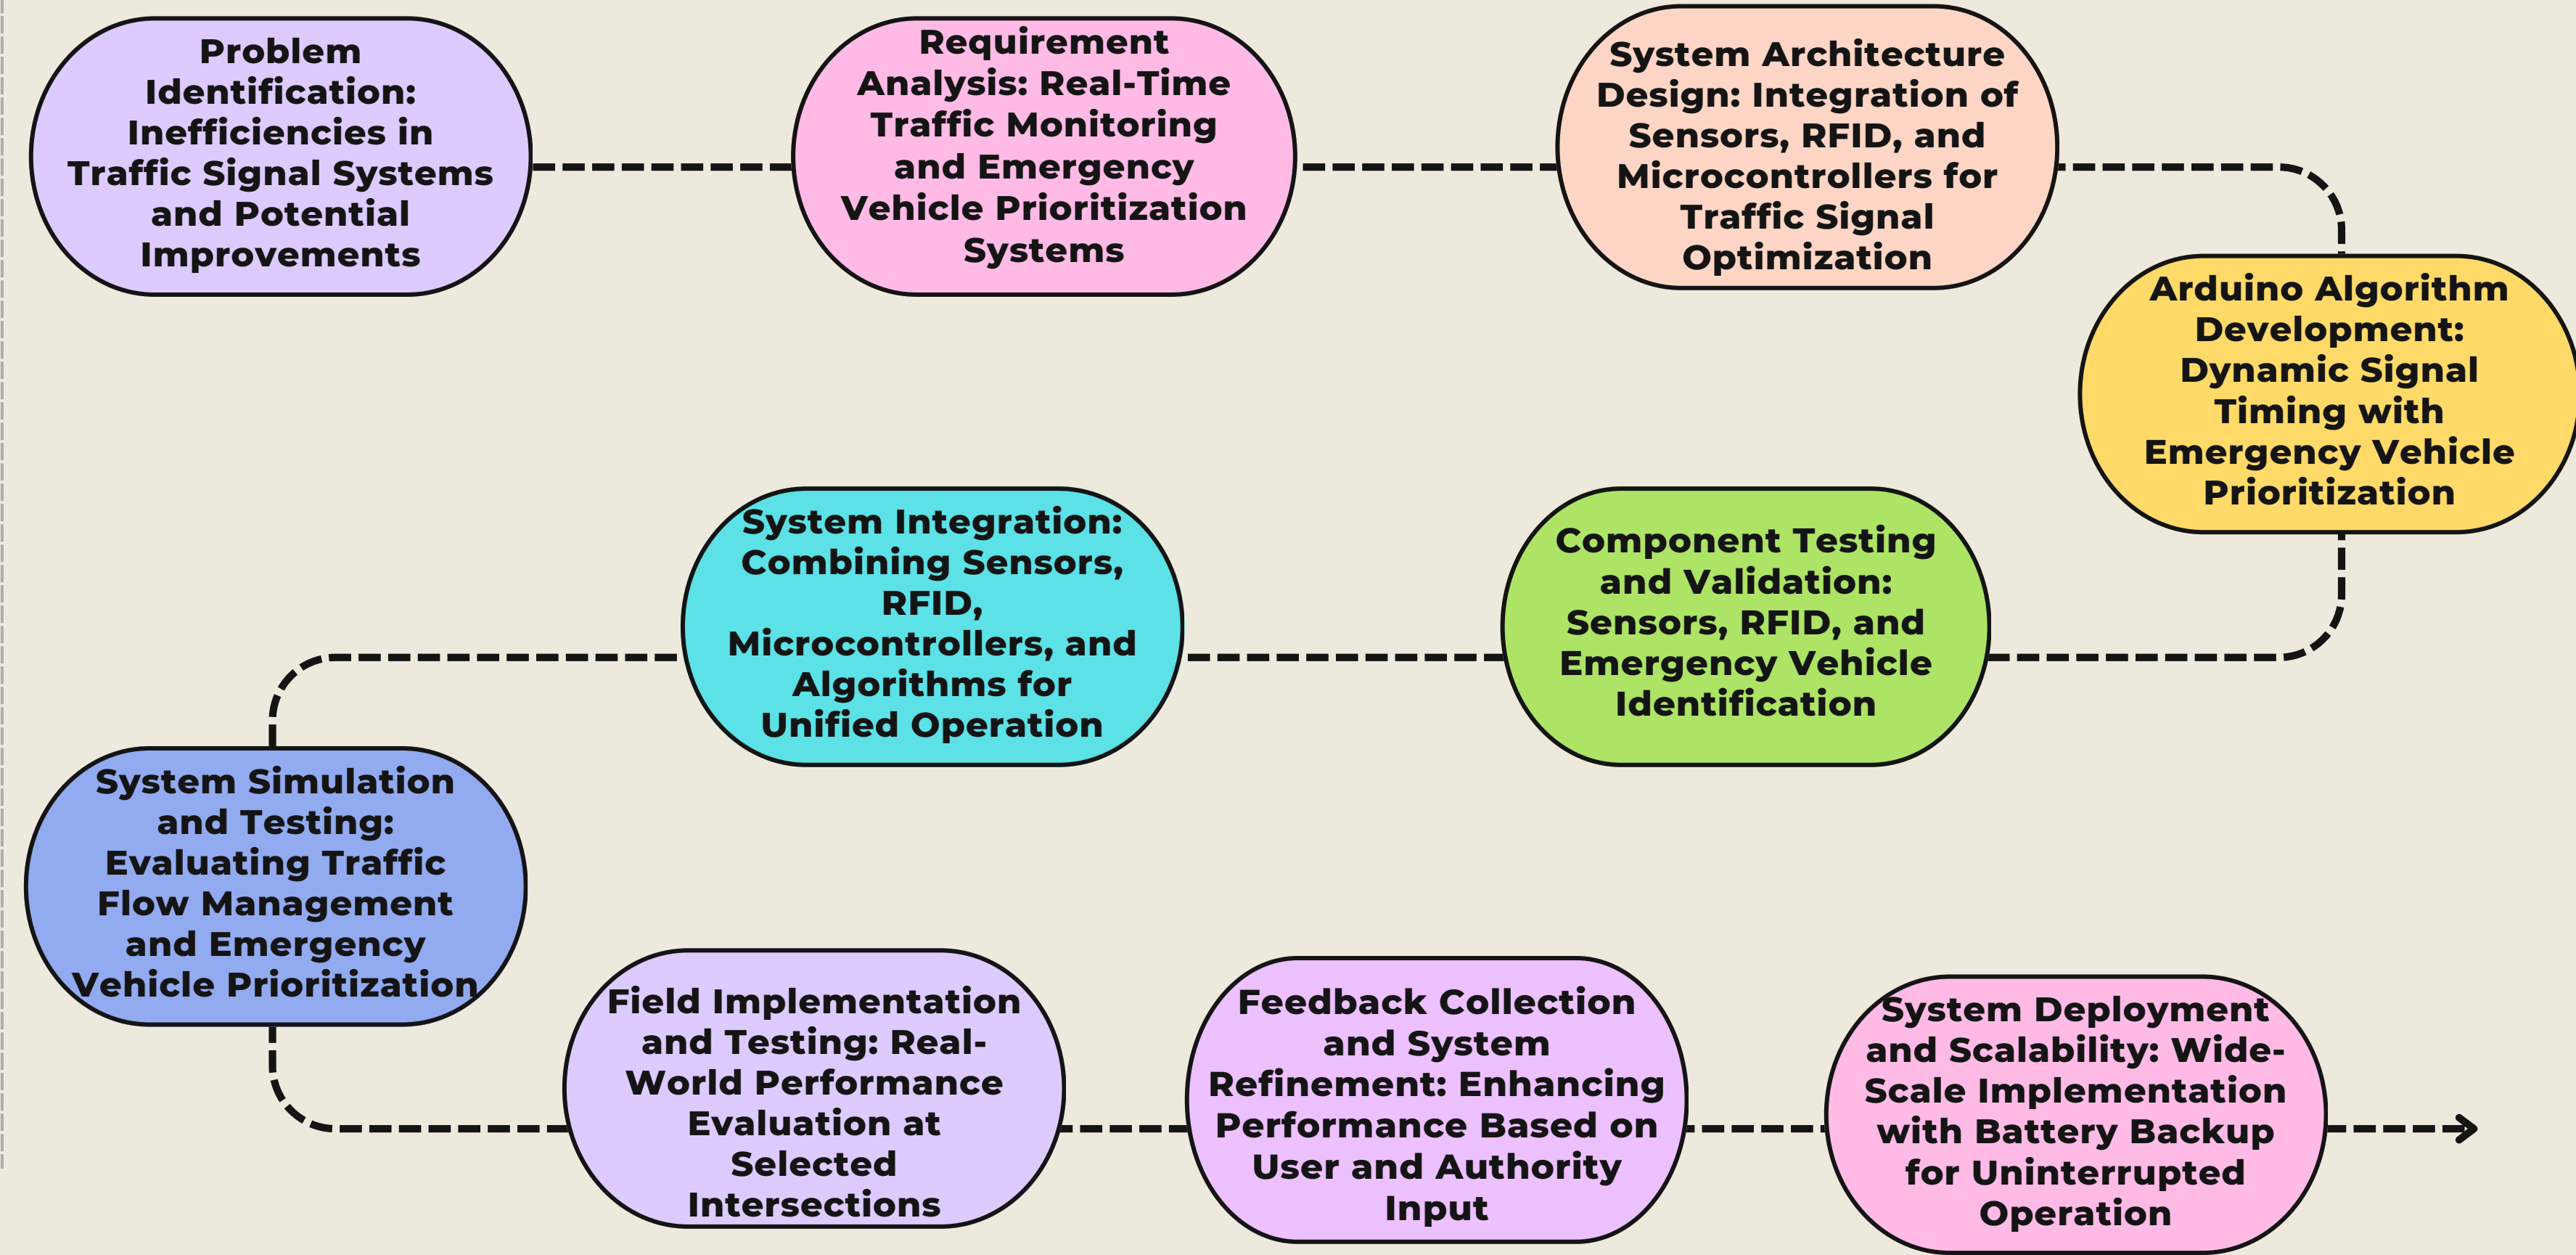 Problem
Identification:
Inefficiencies in
Traffic Signal Systems
and Potential
Improvements
Requirement
Analysis: Real-Time
Traffic Monitoring
and Emergency
Vehicle Prioritization
Systems
System Architecture
Design: Integration of
Sensors, RFID, and
Microcontrollers for
Traffic Signal
Optimization
Arduino Algorithm
Development:
Dynamic Signal
Timing with
Emergency Vehicle
Prioritization
Component Testing
and Validation:
Sensors, RFID, and
Emergency Vehicle
Identification
System Integration:
Combining Sensors,
RFID,
Microcontrollers, and
Algorithms for
Unified Operation
System Simulation
and Testing:
Evaluating Traffic
Flow Management
and Emergency
Vehicle Prioritization
Field Implementation
and Testing: Real-
World Performance
Evaluation at
Selected
Intersections
Feedback Collection
and System
Refinement: Enhancing
Performance Based on
User and Authority
Input
System Deployment
and Scalability: Wide-
Scale Implementation
with Battery Backup
for Uninterrupted
Operation